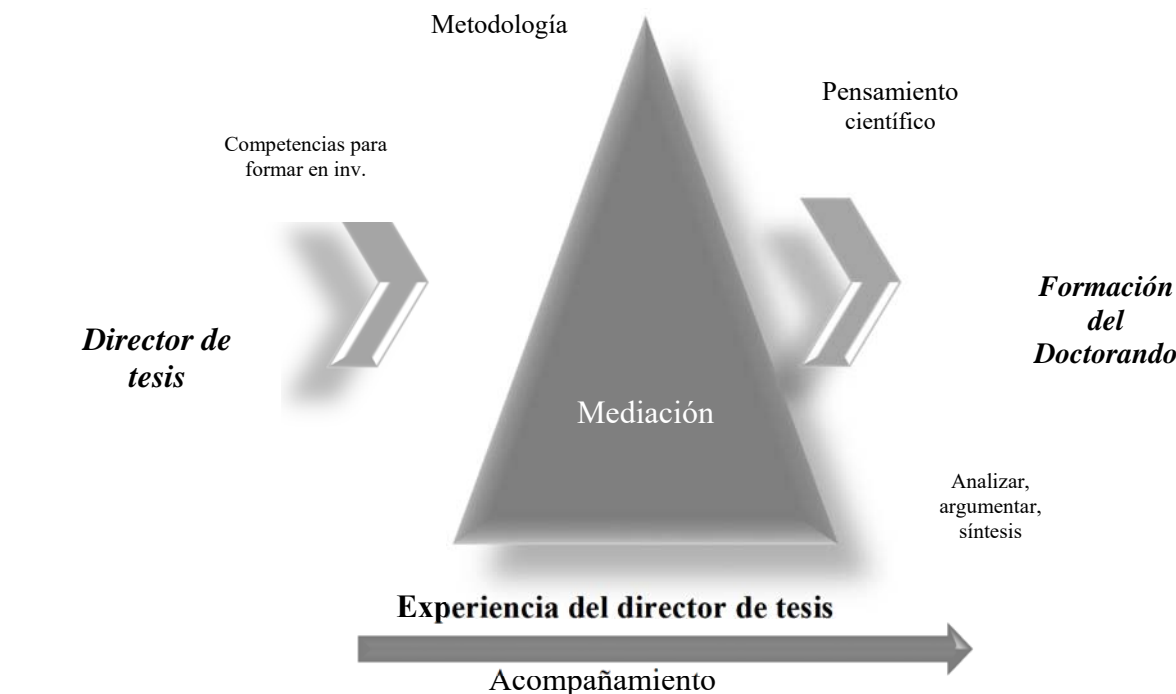 Metodología
Pensamiento
científico
Competencias para
formar en inv.
Director de
tesis
Formación
del
Doctorando
Mediación
Analizar,
argumentar,
síntesis
Experiencia del director de tesis
Acompañamiento